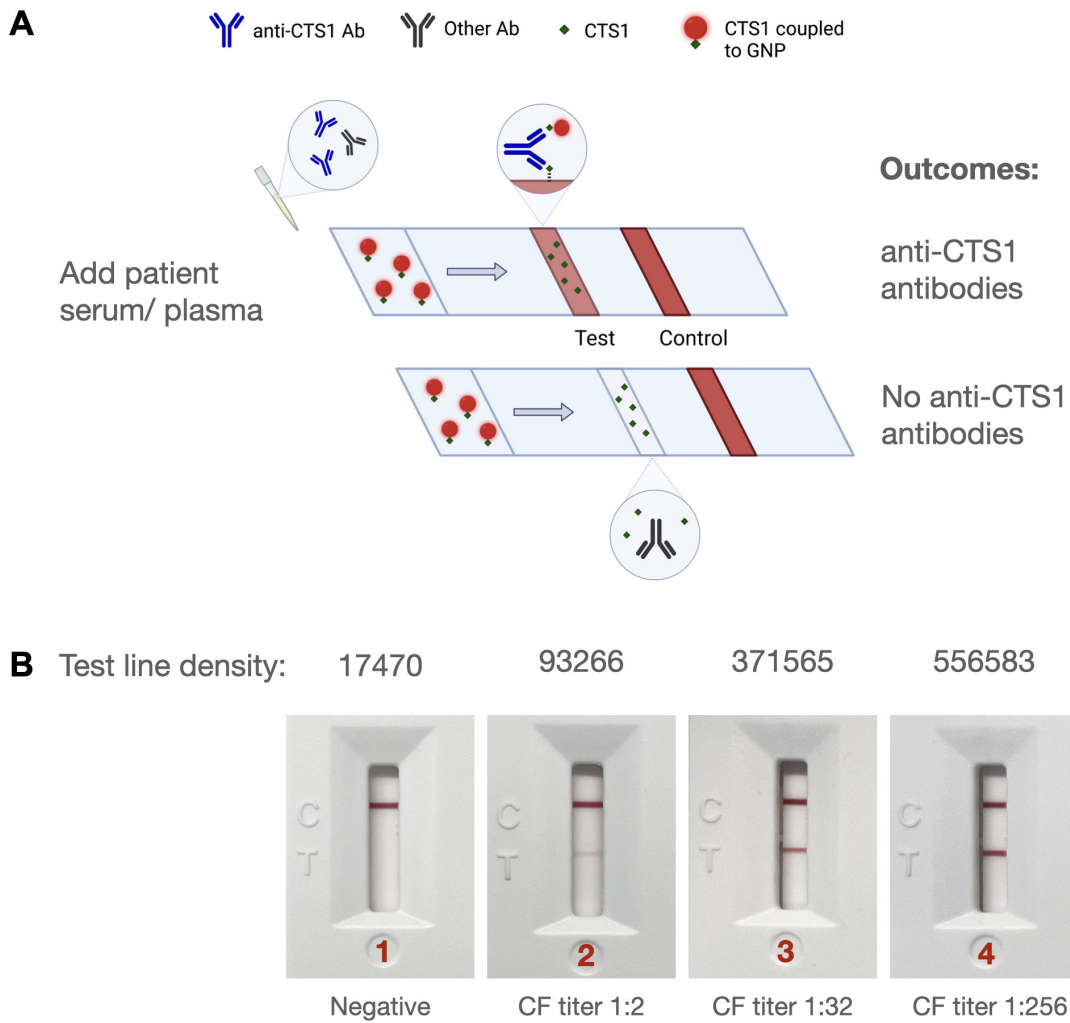 A
anti-CTS1 Ab
Other Ab
CTS1
CTS1 coupled
to GNP
Outcomes:
Add patient
serum/ plasma
anti-CTS1
antibodies
Test
Control
No anti-CTS1
antibodies
B
Test line density:
17470
93266
371565
556583
C
T
1
C
T
2
C
T
3
C
T
4
Negative
CF titer 1:2
CF titer 1:32
CF titer 1:256